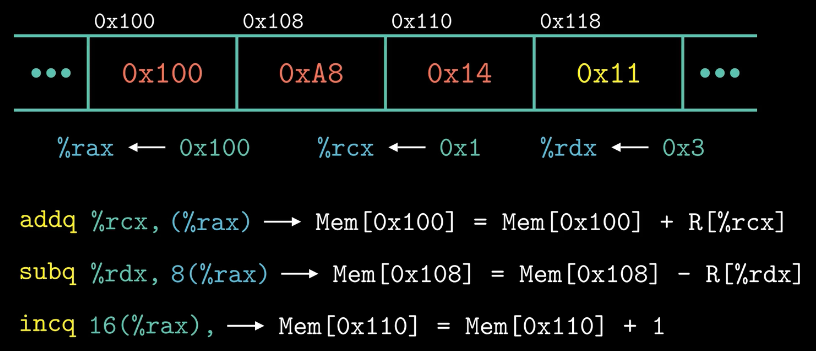 0x100 0x108 0x110 0x118
••• 0x100 0xA8 0x14 0x11 •••
%rax ← 0x100 %rcx ← 0x1 %rdx ← 0x3
addq %rcx, (%rax) → Mem[0x100] = Mem[0x100] + R[%rcx]
subq %rdx, 8(%rax) → Mem[0x108] = Mem[0x108] - R[%rdx]
incq 16(%rax), → Mem[0x110] = Mem[0x110] + 1